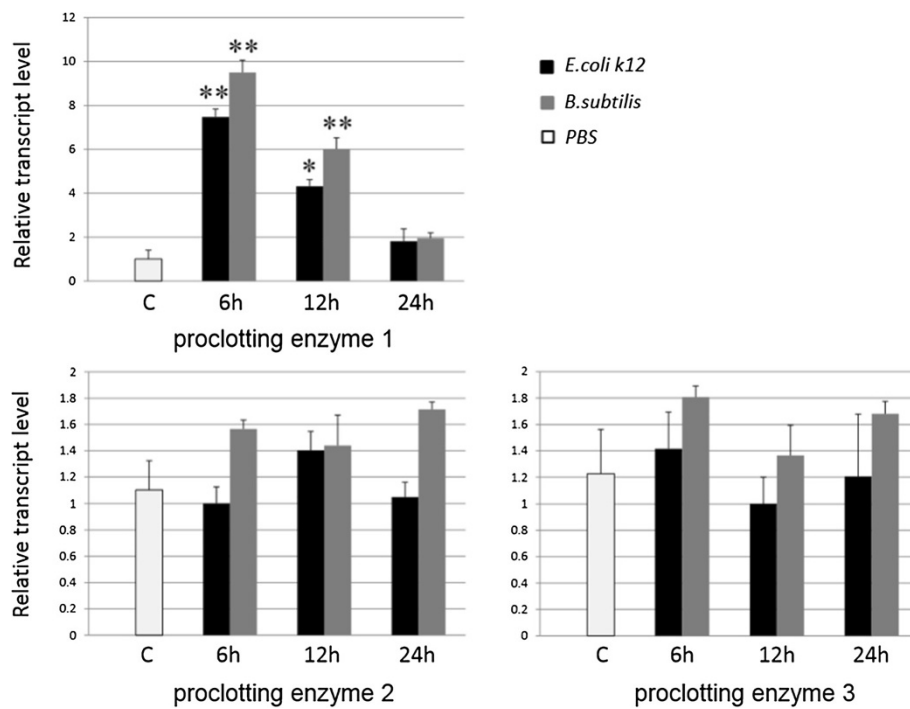 Relative transcript level
12
10
8
6
4
2
0
** ** * **
C 6h 12h 24h
proclotting enzyme 1
E.coli k12
B.subtilis
PBS
Relative transcript level
2
1.8
1.6
1.4
1.2
1
0.8
0.6
0.4
0.2
0
C 6h 12h 24h
proclotting enzyme 2
2
1.8
1.6
1.4
1.2
1
0.8
0.6
0.4
0.2
0
C 6h 12h 24h
proclotting enzyme 3